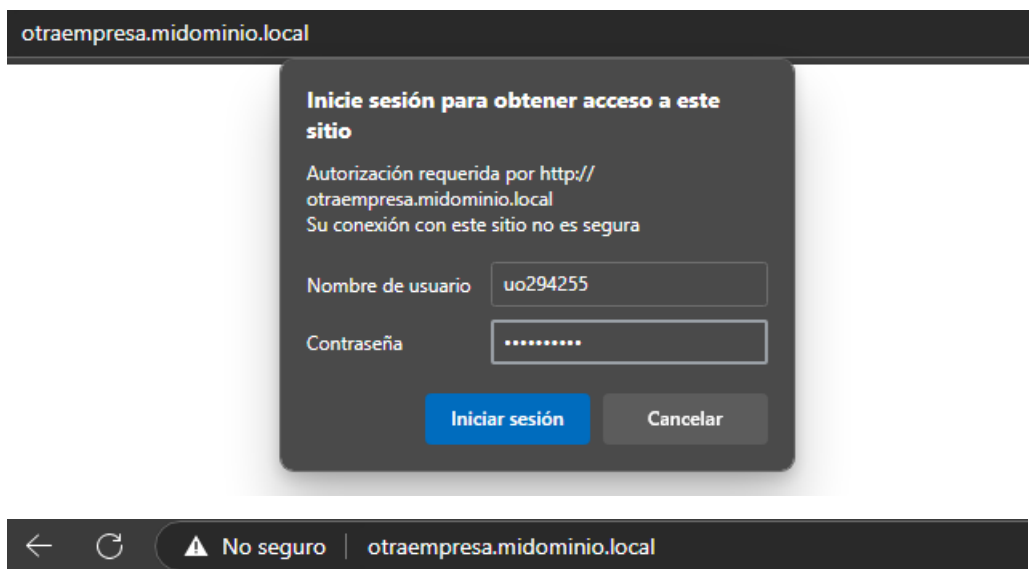 otraempresa.midominio.local
Inicie sesión para obtener acceso a este
sitio
Autorización requerida por http://
otraempresa.midominio.local
Su conexión con este sitio no es segura
Nombre de usuario uo294255
Contraseña ••••••••••
Iniciar sesión Cancelar
No seguro otraempresa.midominio.local